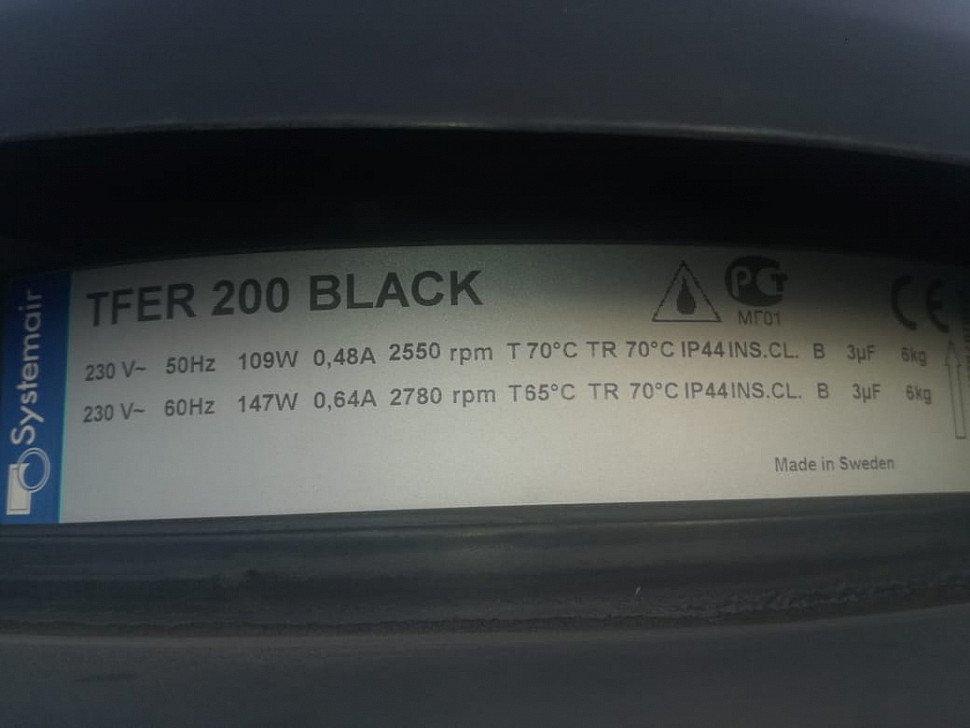 Systemair
TFER 200 BLACK
РСТ
МГ01
CE
230 V~ 50Hz 109W 0,48A 2550 rpm T 70°C TR 70°C IP44 INS.CL. B 3µF 6kg
230 V~ 60Hz 147W 0,64A 2780 rpm T65°C TR 70°C IP44 INS.CL. B 3µF 6kg
Made in Sweden